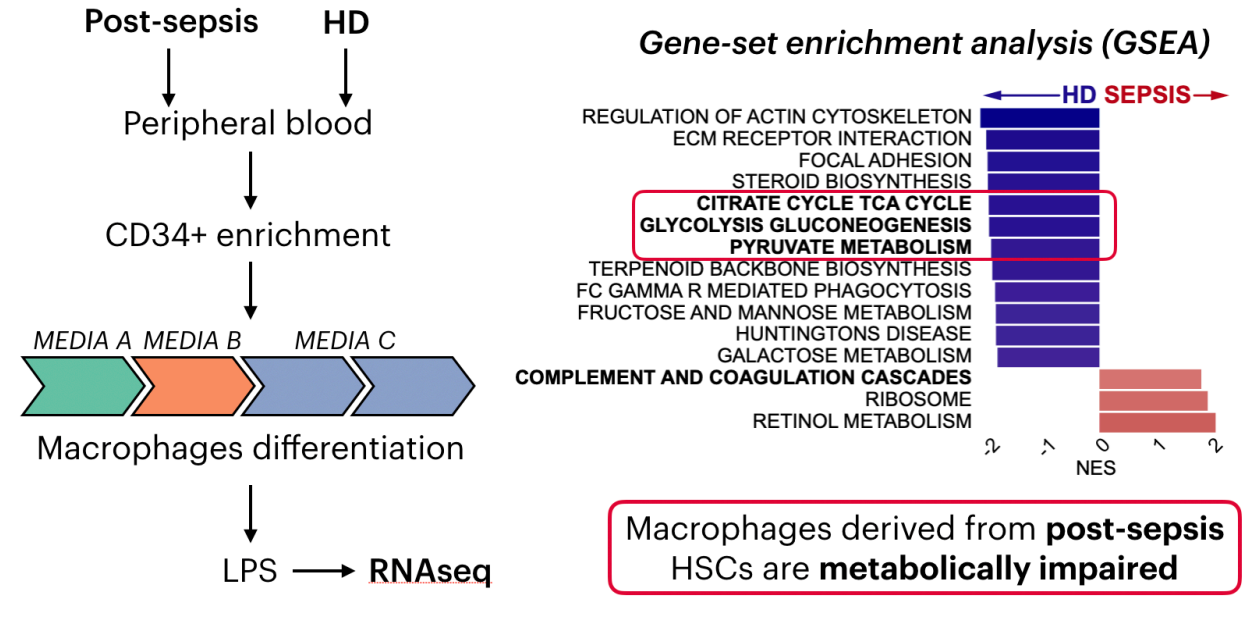 Post-sepsis HD
Peripheral blood
CD34+ enrichment
MEDIA A MEDIA B MEDIA C
Macrophages differentiation
LPS RNAseq
Gene-set enrichment analysis (GSEA)
HD SEPSIS
REGULATION OF ACTIN CYTOSKELETON
ECM RECEPTOR INTERACTION
FOCAL ADHESION
STEROID BIOSYNTHESIS
CITRATE CYCLE TCA CYCLE
GLYCOLYSIS GLUCONEOGENESIS
PYRUVATE METABOLISM
TERPENOID BACKBONE BIOSYNTHESIS
FC GAMMA R MEDIATED PHAGOCYTOSIS
FRUCTOSE AND MANNOSE METABOLISM
HUNTINGTONS DISEASE
GALACTOSE METABOLISM
COMPLEMENT AND COAGULATION CASCADES
RIBOSOME
RETINOL METABOLISM
-2 -1 0 1 2
NES
Macrophages derived from post-sepsis
HSCs are metabolically impaired